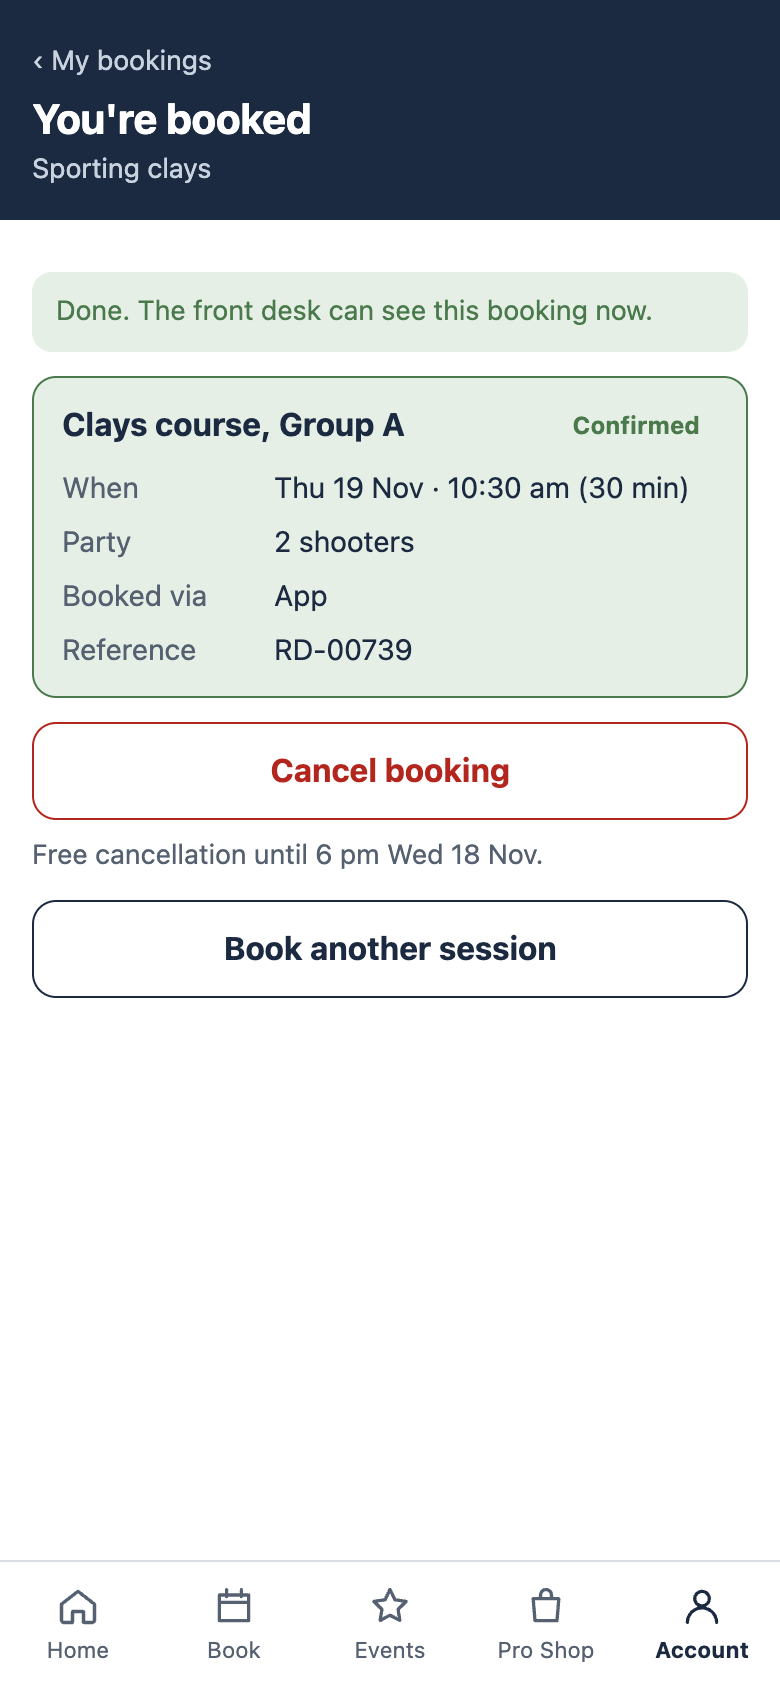 ‹ My bookings
You're booked
Sporting clays
Done. The front desk can see this booking now.
Clays course, Group A Confirmed
When Thu 19 Nov · 10:30 am (30 min)
Party 2 shooters
Booked via App
Reference RD-00739
Cancel booking
Free cancellation until 6 pm Wed 18 Nov.
Book another session
Home Book Events Pro Shop Account